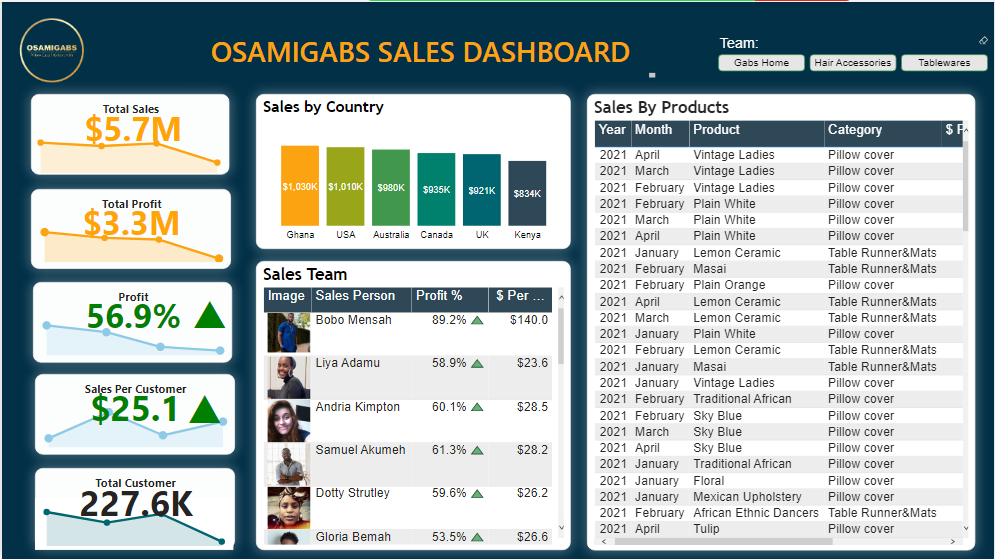 OSAMIGABS
OSAMIGABS SALES DASHBOARD
Team:
Gabs Home
Hair Accessories
Tablewares
Total Sales
$5.7M
Total Profit
$3.3M
Profit
56.9%
Sales Per Customer
$25.1
Total Customer
227.6K
Sales by Country
$1,030K $1,010K $980K $935K $921K $834K
Ghana USA Australia Canada UK Kenya
Sales Team
Image Sales Person Profit % $ Per ...
Bobo Mensah 89.2% $140.0
Liya Adamu 58.9% $23.6
Andria Kimpton 60.1% $28.5
Samuel Akumeh 61.3% $28.2
Dotty Strutley 59.6% $26.2
Gloria Bemah 53.5% $26.6
Sales By Products
Year Month Product Category $ P
2021 April Vintage Ladies Pillow cover
2021 March Vintage Ladies Pillow cover
2021 February Vintage Ladies Pillow cover
2021 February Plain White Pillow cover
2021 March Plain White Pillow cover
2021 April Plain White Pillow cover
2021 January Lemon Ceramic Table Runner&Mats
2021 February Masai Table Runner&Mats
2021 February Plain Orange Pillow cover
2021 April Lemon Ceramic Table Runner&Mats
2021 March Lemon Ceramic Table Runner&Mats
2021 January Plain White Pillow cover
2021 February Lemon Ceramic Table Runner&Mats
2021 January Masai Table Runner&Mats
2021 January Vintage Ladies Pillow cover
2021 February Traditional African Pillow cover
2021 February Sky Blue Pillow cover
2021 March Sky Blue Pillow cover
2021 April Sky Blue Pillow cover
2021 January Traditional African Pillow cover
2021 January Floral Pillow cover
2021 January Mexican Upholstery Pillow cover
2021 February African Ethnic Dancers Table Runner&Mats
2021 April Tulip Pillow cover